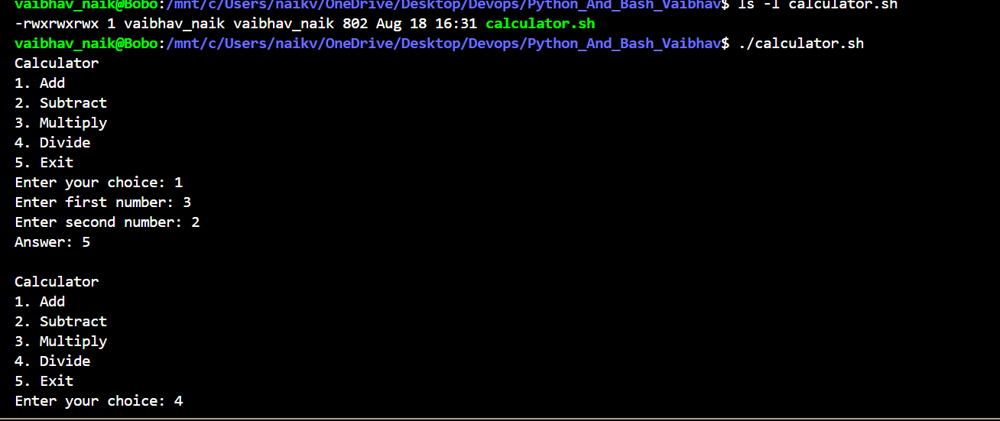 vaibhav_naik@Bobo:/mnt/c/Users/naikv/OneDrive/Desktop/Devops/Python_And_Bash_Vaibhav$ ls -l calculator.sh
-rwxrwxrwx 1 vaibhav_naik vaibhav_naik 802 Aug 18 16:31 calculator.sh
vaibhav_naik@Bobo:/mnt/c/Users/naikv/OneDrive/Desktop/Devops/Python_And_Bash_Vaibhav$ ./calculator.sh
Calculator
1. Add
2. Subtract
3. Multiply
4. Divide
5. Exit
Enter your choice: 1
Enter first number: 3
Enter second number: 2
Answer: 5

Calculator
1. Add
2. Subtract
3. Multiply
4. Divide
5. Exit
Enter your choice: 4